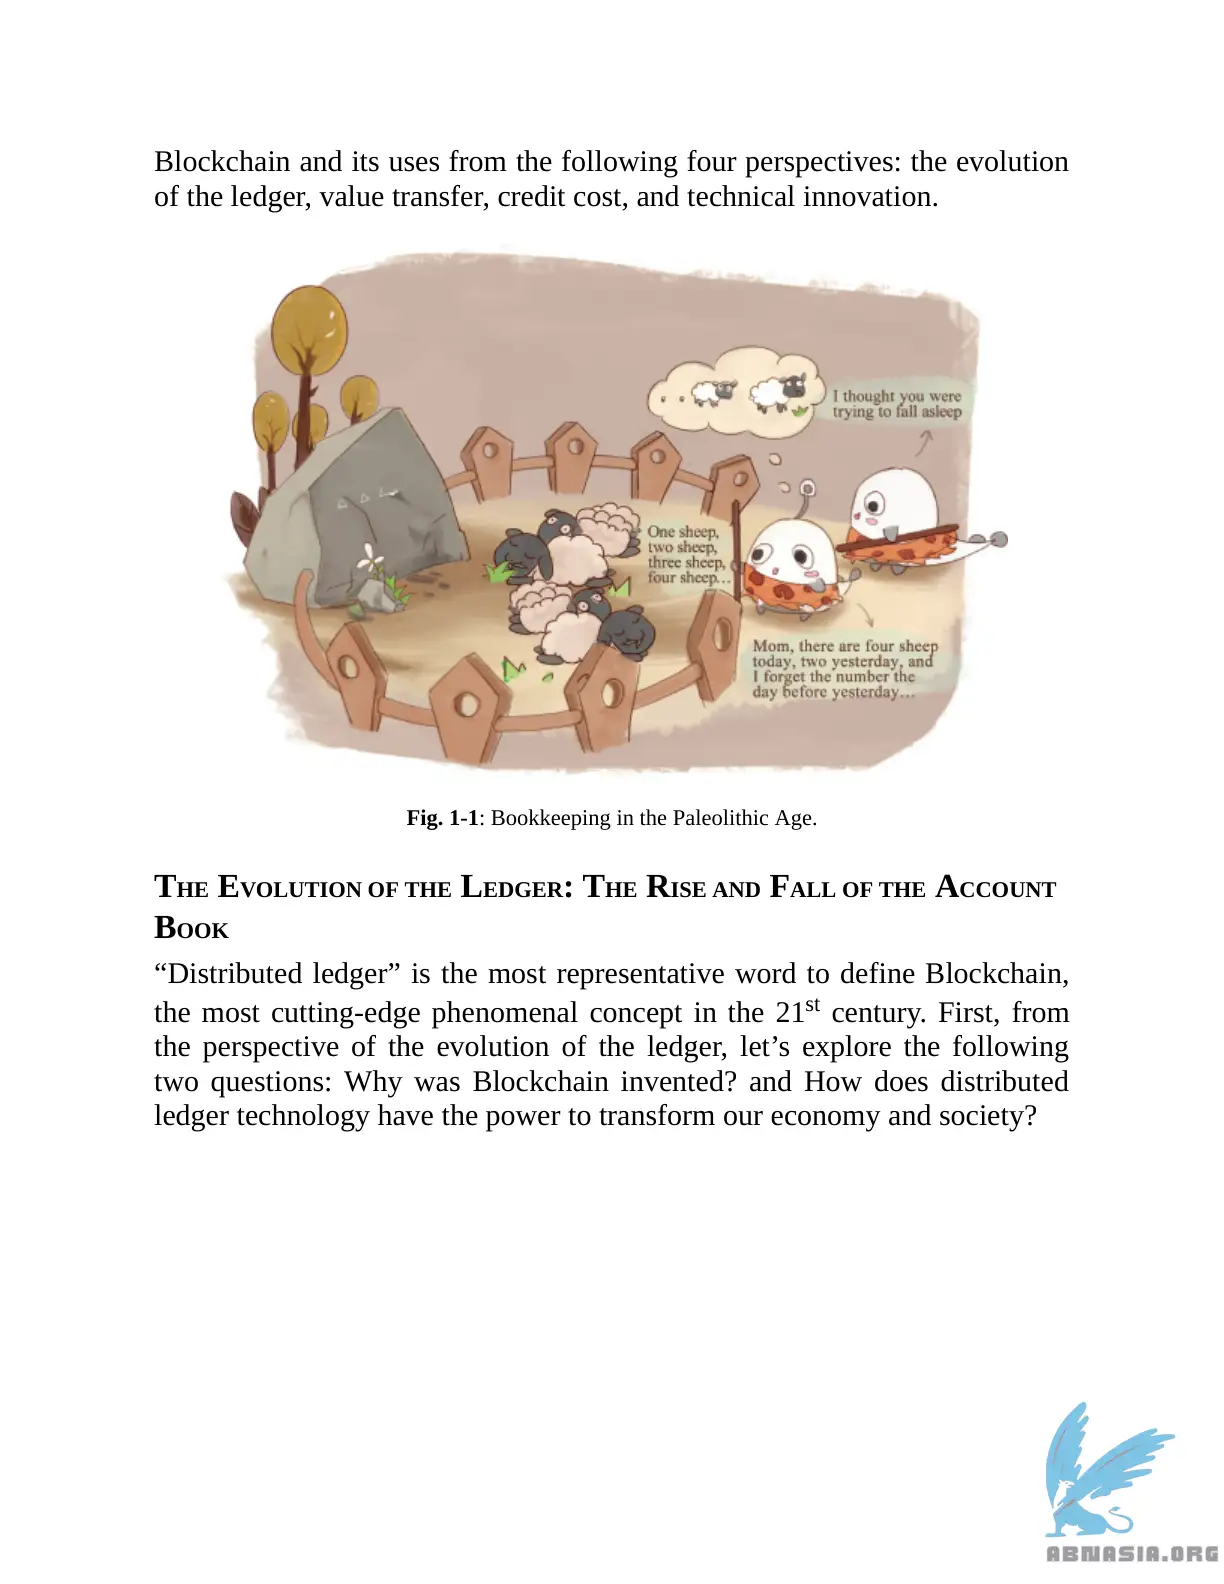 Blockchain and its uses from the following four perspectives: the evolution
of the ledger, value transfer, credit cost, and technical innovation.
I thought you were
trying to fall asleep
One sheep,
two sheep,
three sheep,
four sheep...
Mom, there are four sheep
today, two yesterday, and
I forget the number the
day before yesterday...
Fig. 1-1: Bookkeeping in the Paleolithic Age.
THE EVOLUTION OF THE LEDGER: THE RISE AND FALL OF THE ACCOUNT
BOOK
“Distributed ledger” is the most representative word to define Blockchain,
the most cutting-edge phenomenal concept in the 21st century. First, from
the perspective of the evolution of the ledger, let’s explore the following
two questions: Why was Blockchain invented? and How does distributed
ledger technology have the power to transform our economy and society?
ABNASIA.ORG